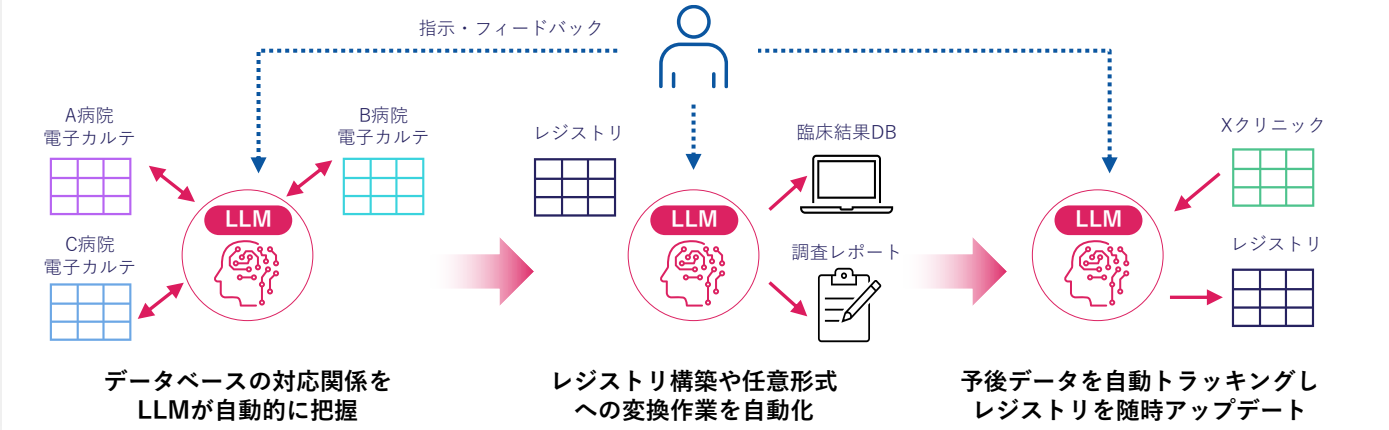 指示・フィードバック
A病院
電子カルテ
B病院
電子カルテ
LLM
C病院
電子カルテ
データベースの対応関係を
LLMが自動的に把握
レジストリ
LLM
臨床結果DB
調査レポート
レジストリ構築や任意形式
への変換作業を自動化
Xクリニック
LLM
レジストリ
予後データを自動トラッキングし
レジストリを随時アップデート